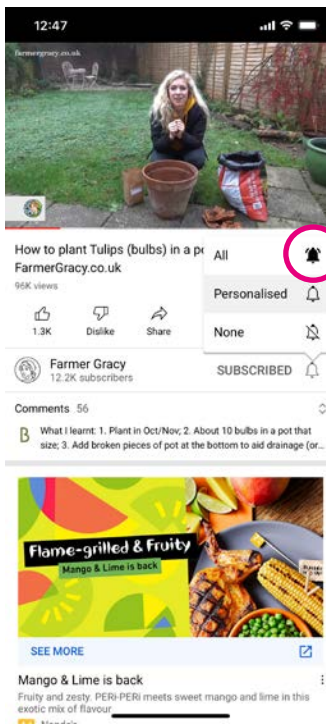 12:47
farmergracy.co.uk
How to plant Tulips (bulbs) in a po
FarmerGracy.co.uk
96K views
All
Personalised
None
1.3K
Dislike
Share
Farmer Gracy
12.2K subscribers
SUBSCRIBED
Comments 56
B
What I learnt: 1. Plant in Oct/Nov; 2. About 10 bulbs in a pot that
size; 3. Add broken pieces of pot at the bottom to aid drainage (or...
Flame-grilled & Fruity
Mango & Lime is back
SEE MORE
Mango & Lime is back
Fruity and zesty. PERi-PERi meets sweet mango and lime in this
exotic mix of flavour
Ad Nando's